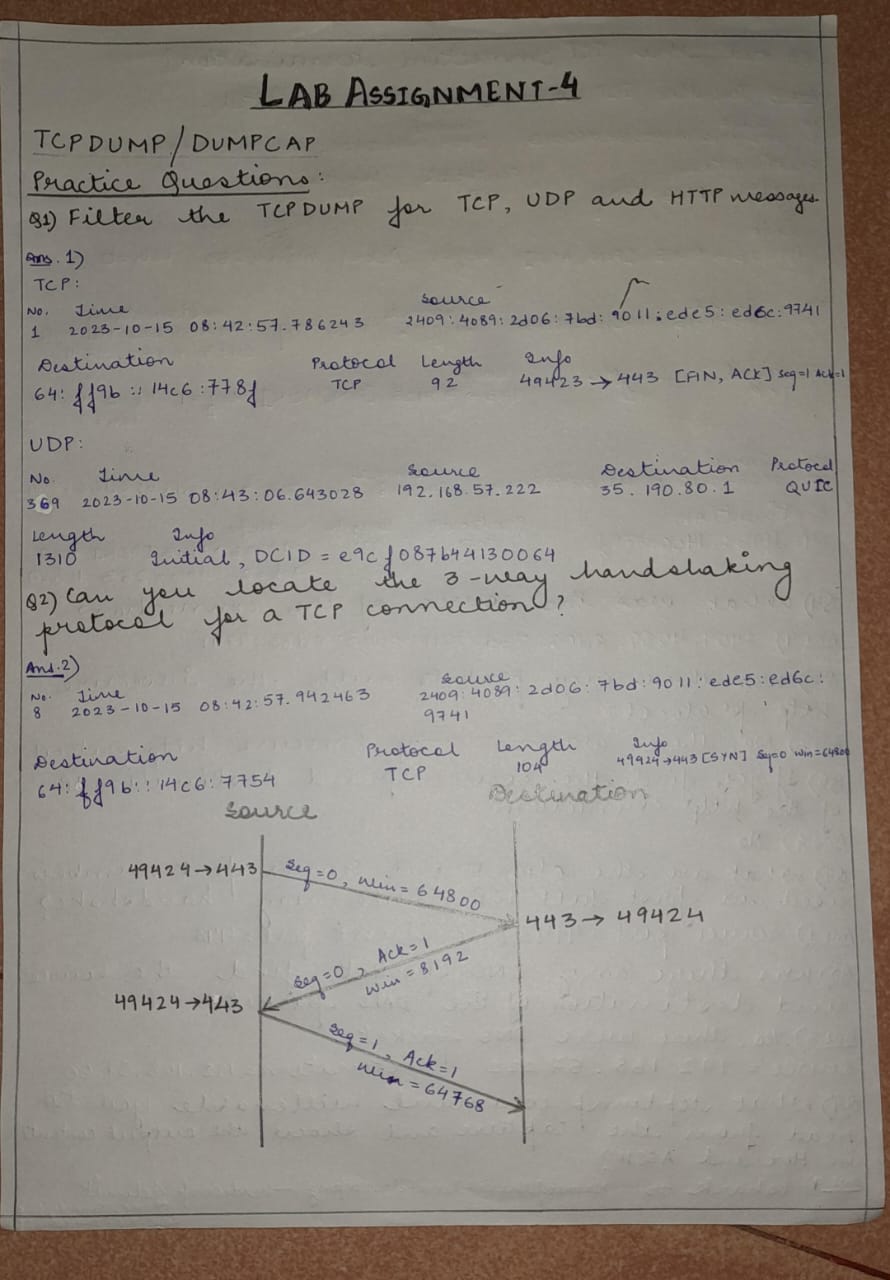 LAB ASSIGNMENT-4
TCPDUMP/DUMPCAP
Practice Questions:
Q1) Filter the TCPDUMP for TCP, UDP and HTTP messages.
Ans. 1)
TCP:
No. Time Source
1 2023-10-15 08:42:57.786243 2409:4089:2d06:7bd:9011:ede5:ed6c:9741
Destination Protocol Length Info
64:ff9b::14c6:778f TCP 92 49423→443 [FIN, ACK] Seq=1 Ack=1
UDP:
No. Time Source Destination Protocol
369 2023-10-15 08:43:06.643028 192.168.57.222 35.190.80.1 QUIC
Length Info
1310 Initial, DCID = e9cf087b44130064
Q2) Can you locate the 3-way handshaking
protocol for a TCP connection?
Ans.2)
No. Time Source
8 2023-10-15 08:42:57.942463 2409:4089:2d06:7bd:9011:ede5:ed6c:
9741
Destination Protocol Length Info
64:ff9b::14c6:7754 TCP 104 49424→443 [SYN] Seq=0 Win=64800
Source Destination
49424→443 Seq=0, Win=64800
443→49424
Seq=0, Ack=1
Win=8192
49424→443
Seq=1, Ack=1
Win=64768